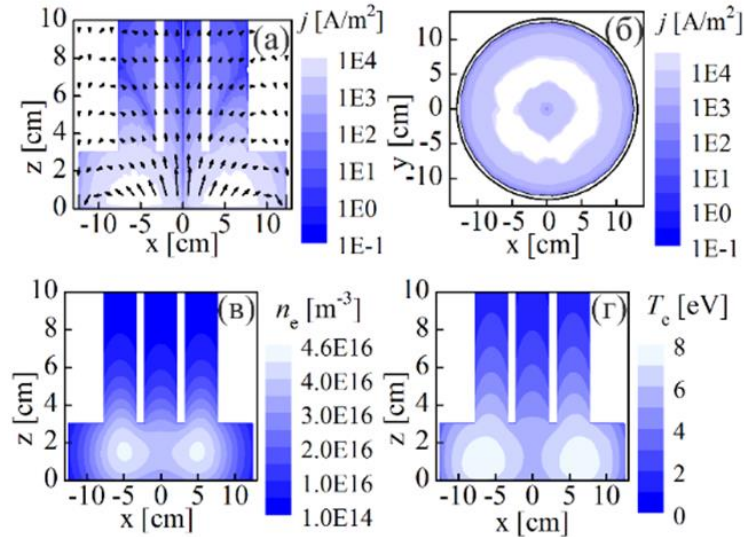 (а)
j [A/m²]
1E4
1E3
1E2
1E1
1E0
1E-1
z [cm]
10
8
6
4
2
0
-10 -5 0 5 10
x [cm]
(б)
j [A/m²]
1E4
1E3
1E2
1E1
1E0
1E-1
y [cm]
10
5
0
-5
-10
-10 -5 0 5 10
x [cm]
(в)
nₑ [m⁻³]
4.6E16
4.0E16
3.0E16
2.0E16
1.0E16
1.0E14
z [cm]
10
8
6
4
2
0
-10 -5 0 5 10
x [cm]
(г)
Tₑ [eV]
8
6
4
2
0
z [cm]
10
8
6
4
2
0
-10 -5 0 5 10
x [cm]